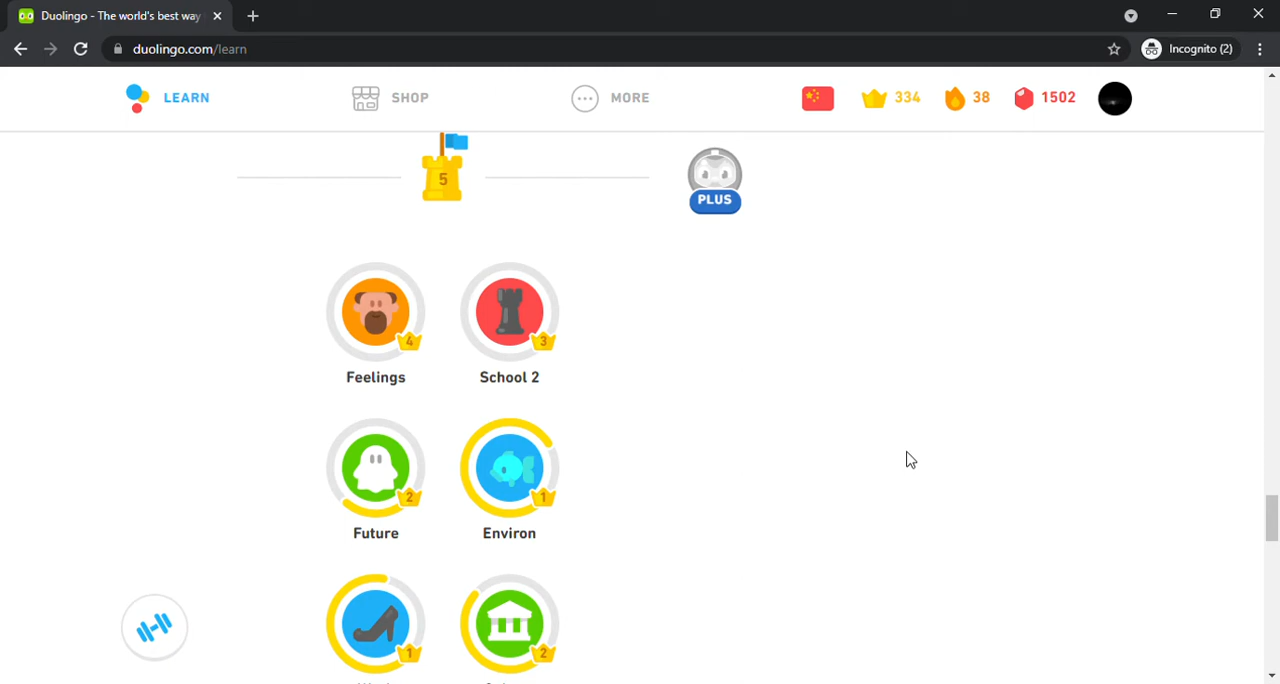 Duolingo - The world's best way
duolingo.com/learn
Incognito (2)
LEARN
SHOP
MORE
334
38
1502
5
PLUS
4
3
Feelings
School 2
2
1
Future
Environ
1
2